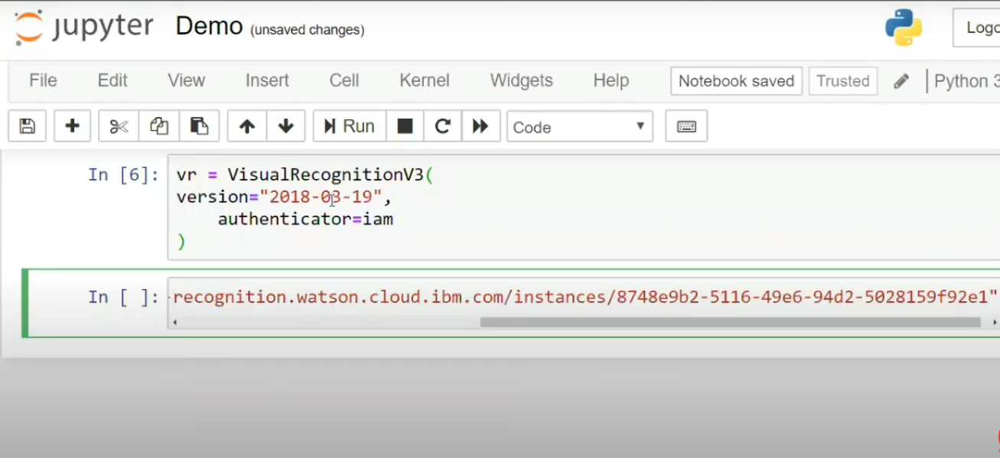 jupyter Demo (unsaved changes)
File Edit View Insert Cell Kernel Widgets Help Notebook saved Trusted Python 3
Run Code
In [6]: vr = VisualRecognitionV3(
version="2018-03-19",
authenticator=iam
)
In [ ]: recognition.watson.cloud.ibm.com/instances/8748e9b2-5116-49e6-94d2-5028159f92e1"